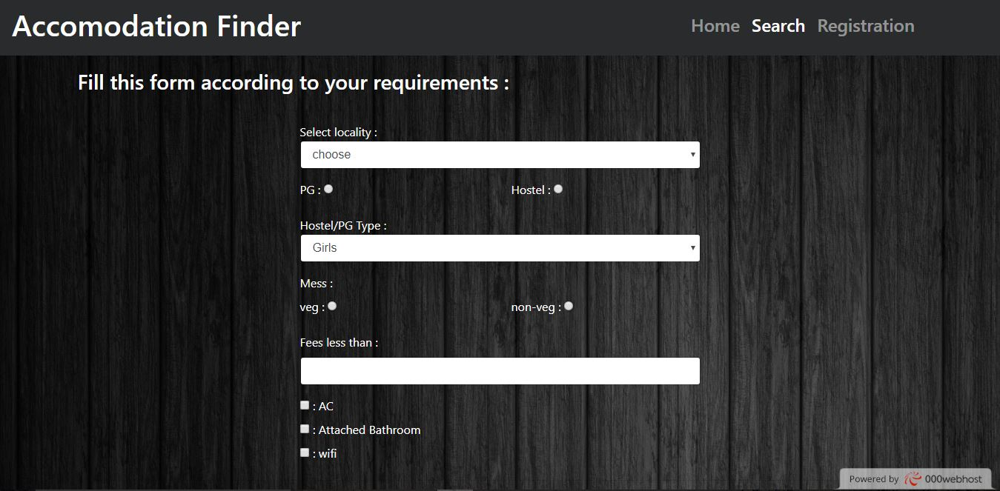 Accomodation Finder
Home Search Registration
Fill this form according to your requirements :
Select locality :
choose
PG : Hostel :
Hostel/PG Type :
Girls
Mess :
veg : non-veg :
Fees less than :
: AC
: Attached Bathroom
: wifi
Powered by 000webhost